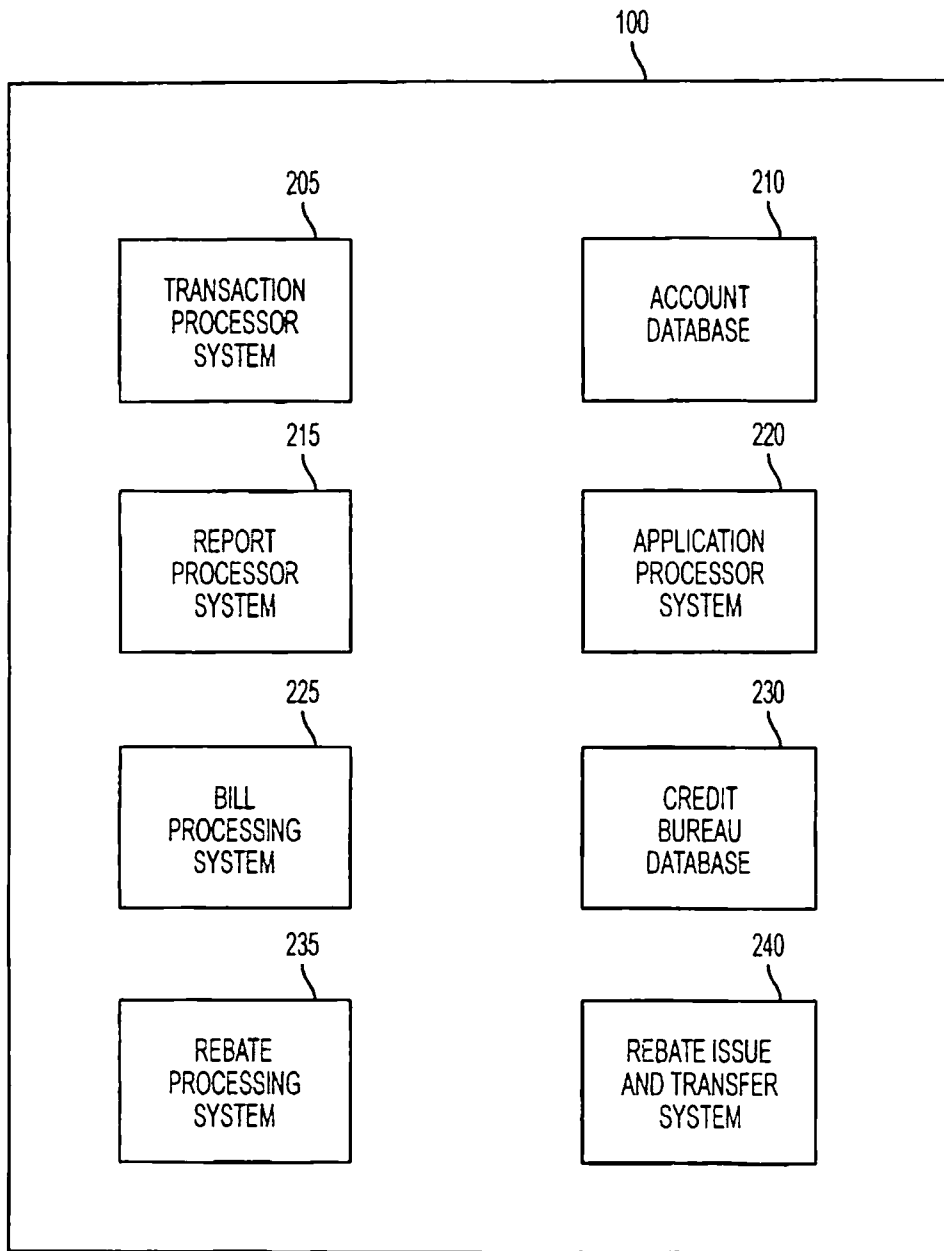 100
205
TRANSACTION
PROCESSOR
SYSTEM
210
ACCOUNT
DATABASE
215
REPORT
PROCESSOR
SYSTEM
220
APPLICATION
PROCESSOR
SYSTEM
225
BILL
PROCESSING
SYSTEM
230
CREDIT
BUREAU
DATABASE
235
REBATE
PROCESSING
SYSTEM
240
REBATE ISSUE
AND TRANSFER
SYSTEM